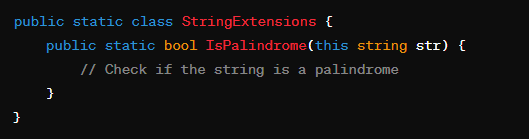 public static class StringExtensions {
    public static bool IsPalindrome(this string str) {
        // Check if the string is a palindrome
    }
}